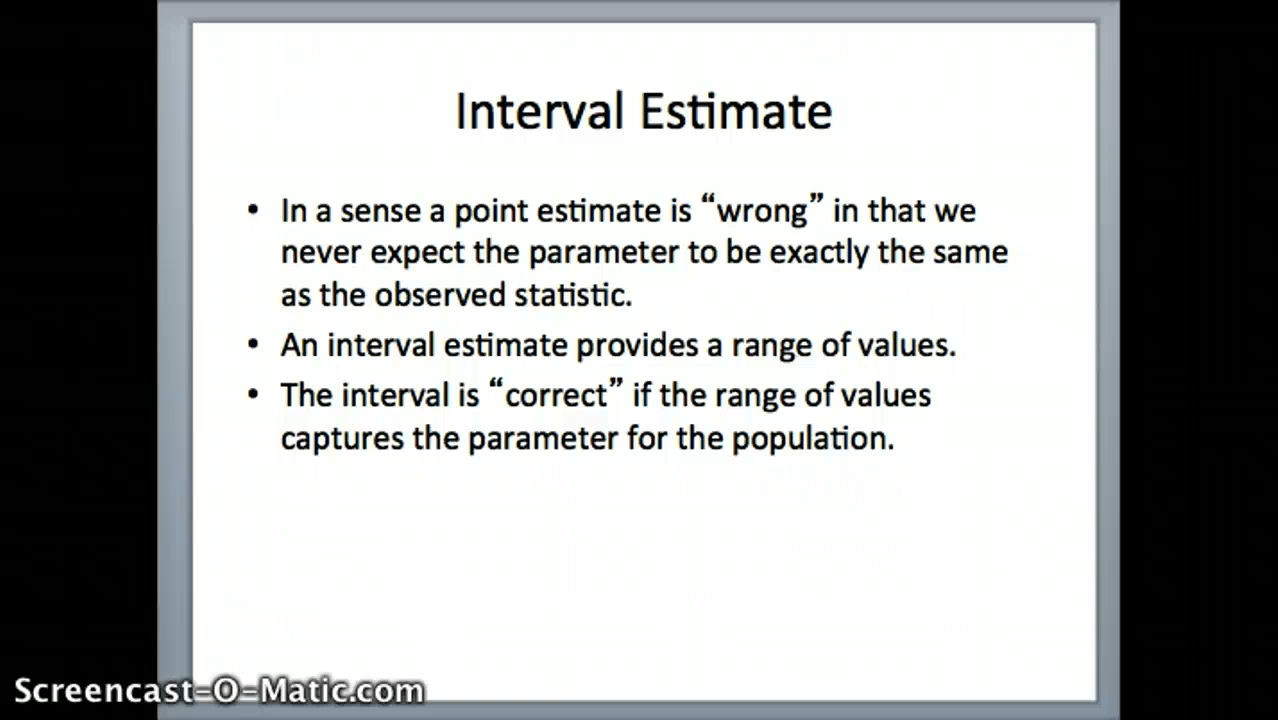 Interval Estimate
• In a sense a point estimate is “wrong” in that we
never expect the parameter to be exactly the same
as the observed statistic.
• An interval estimate provides a range of values.
• The interval is “correct” if the range of values
captures the parameter for the population.
Screencast-O-Matic.com